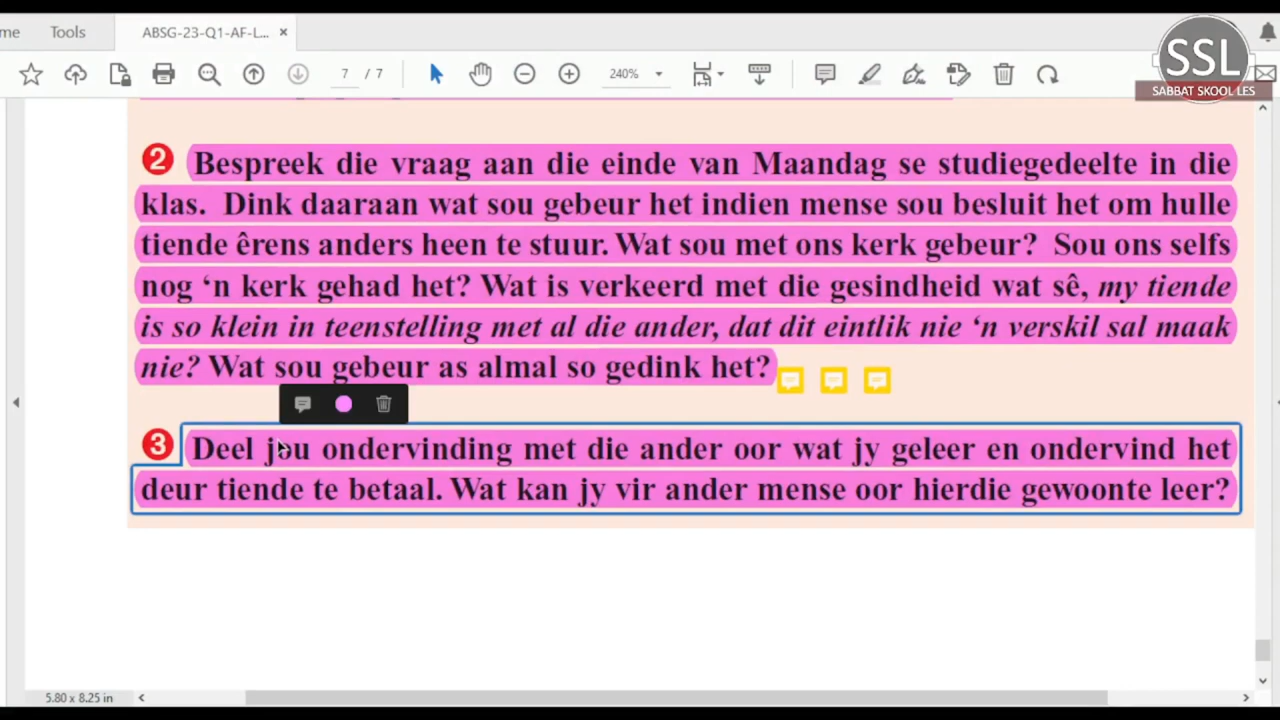 me Tools ABSG-23-Q1-AF-L... ×
7 / 7 240%
SSL
SABBAT SKOOL LES
2 Bespreek die vraag aan die einde van Maandag se studiegedeelte in die
klas. Dink daaraan wat sou gebeur het indien mense sou besluit het om hulle
tiende êrens anders heen te stuur. Wat sou met ons kerk gebeur? Sou ons selfs
nog ‘n kerk gehad het? Wat is verkeerd met die gesindheid wat sê, my tiende
is so klein in teenstelling met al die ander, dat dit eintlik nie ‘n verskil sal maak
nie? Wat sou gebeur as almal so gedink het?
3 Deel jou ondervinding met die ander oor wat jy geleer en ondervind het
deur tiende te betaal. Wat kan jy vir ander mense oor hierdie gewoonte leer?
5.80 x 8.25 in